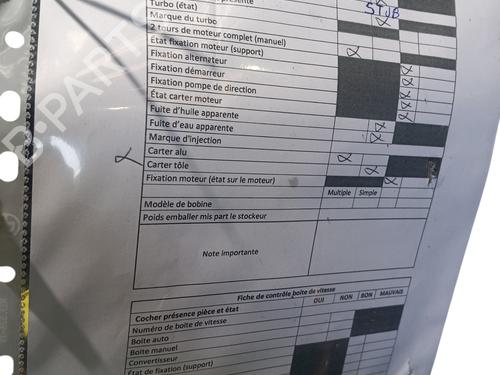 présente
Turbo (état)
STJB
Marque du turbo
2 tours de moteur complet (manuel)
État fixation moteur (support)
Fixation alternateur
Fixation démarreur
Fixation pompe de direction
État carter moteur
Fuite d'huile apparente
Fuite d'eau apparente
Marque d'injection
Carter alu
Carter tôle
Fixation moteur (état sur le moteur)
Multiple Simple
Modèle de bobine
Poids emballer mis part le stockeur
Note importante
Fiche de contrôle boite de vitesse
OUI NON BON MAUVAIS
Cocher présence pièce et état
Numéro de boite de vitesse
Boite auto
Boite manuel
Convertisseur
État de fixation (support)